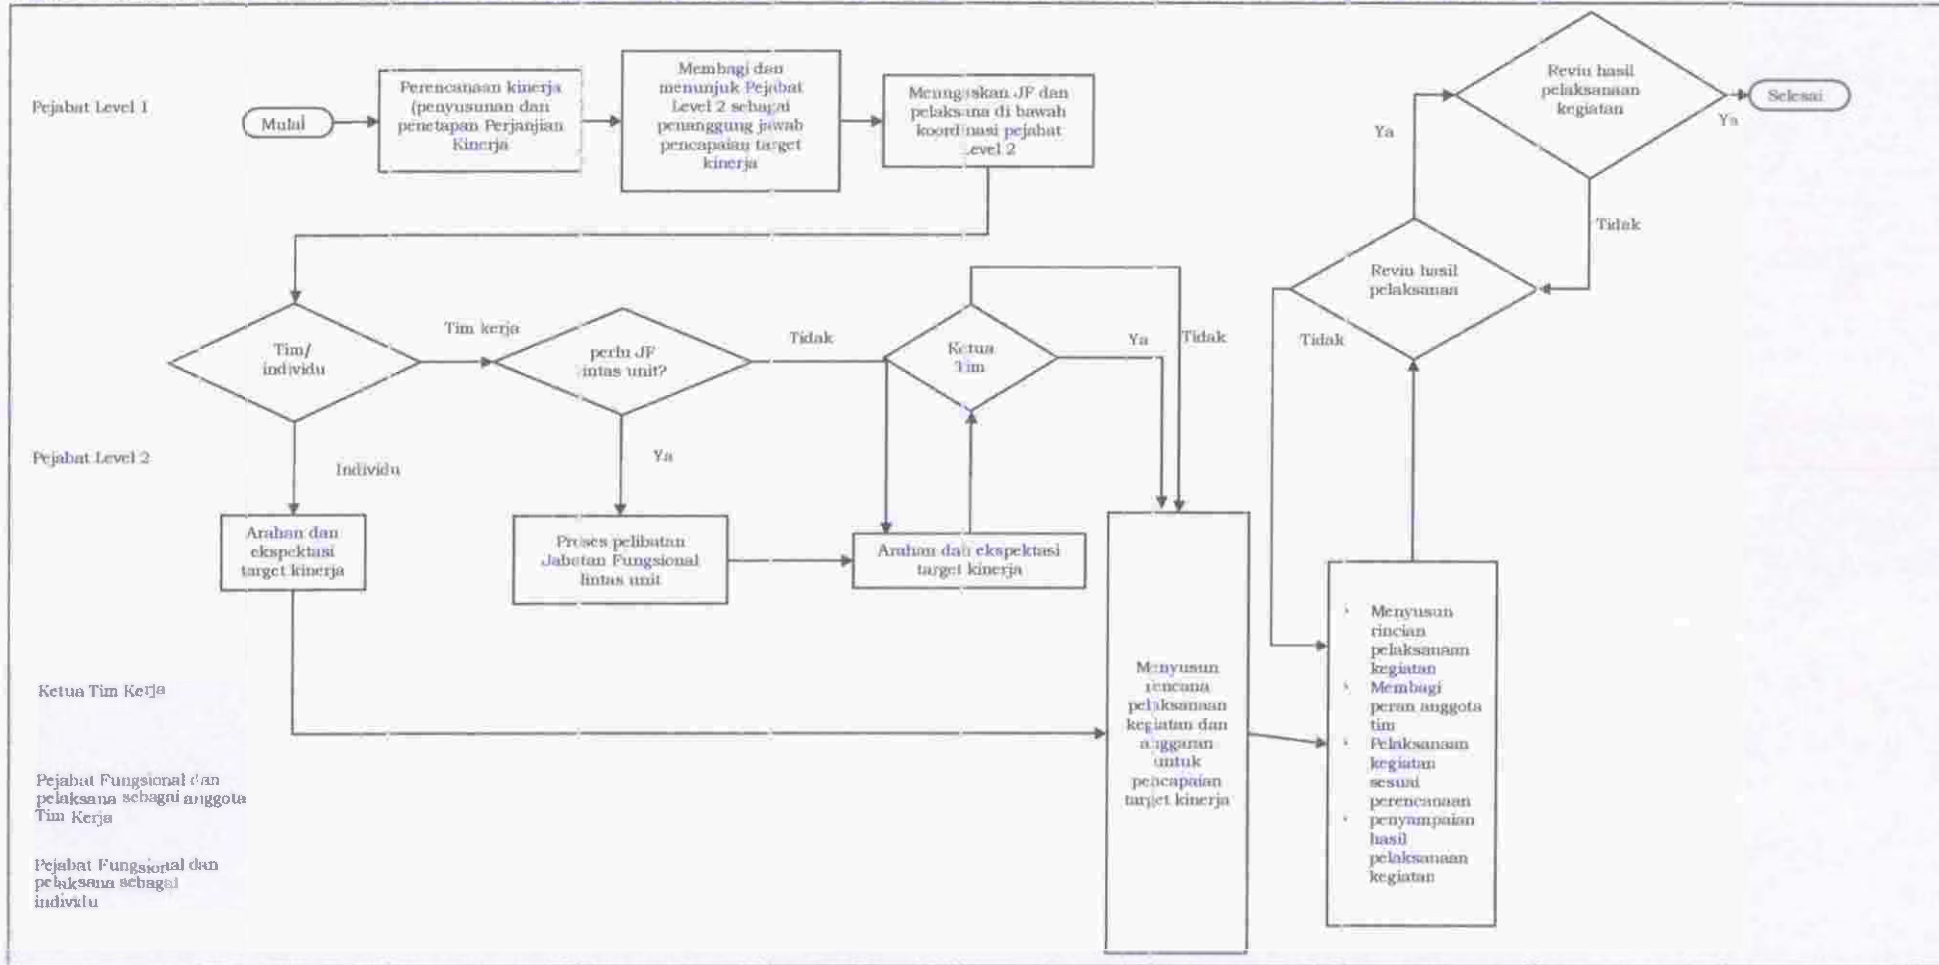 Pejabat Level 1
Mulai
Perencanaan kinerja
(penyusunan dan
penetapan Perjanjian
Kinerja
Membagi dan
menunjuk Pejabat
Level 2 sebagai
penanggung jawab
pencapaian target
kinerja
Menugaskan JF dan
pelaksana di bawah
koordinasi pejabat
Level 2
Reviu hasil
pelaksanaan
kegiatan
Ya
Selesai
Ya
Tidak
Reviu hasil
pelaksanaa
Tidak
Pejabat Level 2
Tim/
individu
Tim kerja
perlu JF
lintas unit?
Tidak
Ketua
Tim
Ya
Tidak
Individu
Ya
Arahan dan
ekspektasi
target kinerja
Proses pelibatan
Jabatan Fungsional
lintas unit
Arahan dan ekspektasi
target kinerja
Menyusun
rencana
pelaksanaan
kegiatan dan
anggaran
untuk
pencapaian
target kinerja
Menyusun
rincian
pelaksanaan
kegiatan
Membagi
peran anggota
tim
Pelaksanaan
kegiatan
sesuai
perencanaan
penyampaian
hasil
pelaksanaan
kegiatan
Ketua Tim Kerja
Pejabat Fungsional dan
pelaksana sebagai anggota
Tim Kerja
Pejabat Fungsional dan
pelaksana sebagai
individu